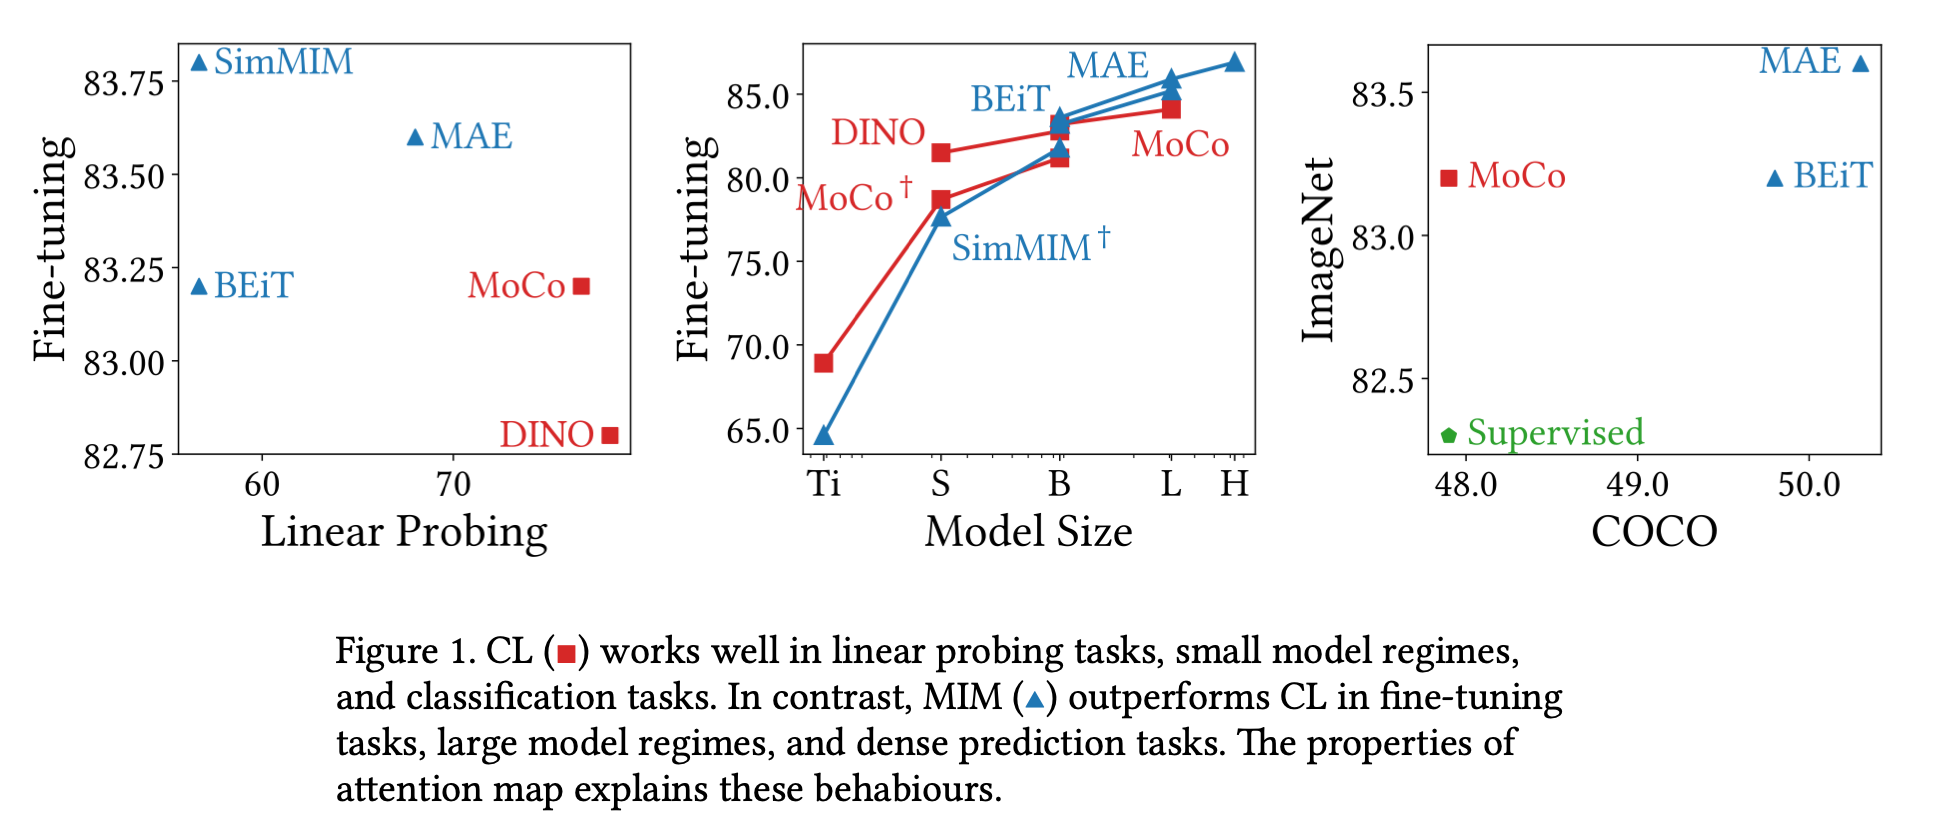 Fine-tuning
83.75
83.50
83.25
83.00
82.75
SimMIM
MAE
BEiT
MoCo
DINO
60 70
Linear Probing
Fine-tuning
85.0
80.0
75.0
70.0
65.0
MAE
BEiT
DINO
MoCo
MoCo †
SimMIM †
Ti S B L H
Model Size
ImageNet
83.5
83.0
82.5
MAE
MoCo
BEiT
Supervised
48.0 49.0 50.0
COCO
Figure 1. CL (■) works well in linear probing tasks, small model regimes,
and classification tasks. In contrast, MIM (▲) outperforms CL in fine-tuning
tasks, large model regimes, and dense prediction tasks. The properties of
attention map explains these behabiours.